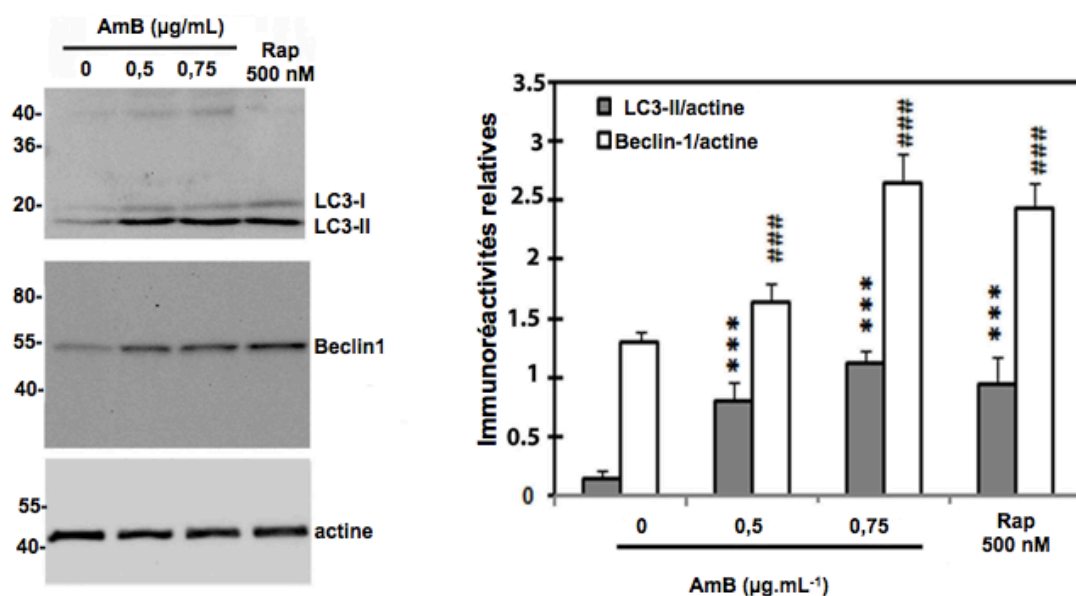 AmB (µg/mL)
0 0,5 0,75 Rap
500 nM
40-
36-
20-
LC3-I
LC3-II
80-
55-
40-
Beclin1
55-
40-
actine
Immunoréactivités relatives
3.5
3
2.5
2
1.5
1
0.5
0
LC3-II/actine
Beclin-1/actine
***
###
***
###
***
###
0 0,5 0,75 Rap
500 nM
AmB (µg.mL-1)